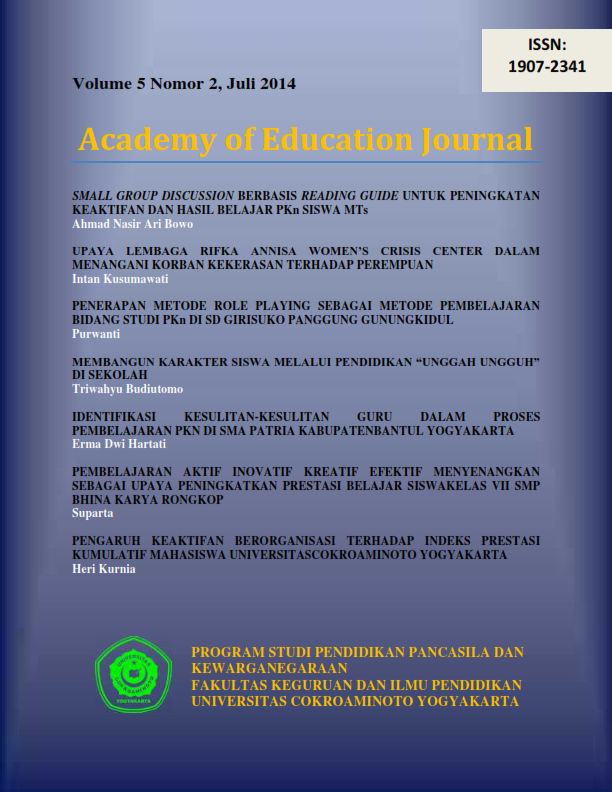 ISSN:
1907-2341
Volume 5 Nomor 2, Juli 2014
Academy of Education Journal
SMALL GROUP DISCUSSION BERBASIS READING GUIDE UNTUK PENINGKATAN
KEAKTIFAN DAN HASIL BELAJAR PKn SISWA MTs
Ahmad Nasir Ari Bowo
UPAYA LEMBAGA RIFKA ANNISA WOMEN'S CRISIS CENTER DALAM
MENANGANI KORBAN KEKERASAN TERHADAP PEREMPUAN
Intan Kusumawati
PENERAPAN METODE ROLE PLAYING SEBAGAI METODE PEMBELAJARAN
BIDANG STUDI PKn DI SD GIRISUKO PANGGUNG GUNUNGKIDUL
Purwanti
MEMBANGUN KARAKTER SISWA MELALUI PENDIDIKAN “UNGGAH UNGGUH”
DI SEKOLAH
Triwahyu Budiutomo
IDENTIFIKASI KESULITAN-KESULITAN GURU DALAM PROSES
PEMBELAJARAN PKN DI SMA PATRIA KABUPATENBANTUL YOGYAKARTA
Erma Dwi Hartati
PEMBELAJARAN AKTIF INOVATIF KREATIF EFEKTIF MENYENANGKAN
SEBAGAI UPAYA PENINGKATKAN PRESTASI BELAJAR SISWAKELAS VII SMP
BHINA KARYA RONGKOP
Suparta
PENGARUH KEAKTIFAN BERORGANISASI TERHADAP INDEKS PRESTASI
KUMULATIF MAHASISWA UNIVERSITASCOKROAMINOTO YOGYAKARTA
Heri Kurnia
UNIVERSITAS
COKROAMINOTO
YOGYAKARTA
PROGRAM STUDI PENDIDIKAN PANCASILA DAN
KEWARGANEGARAAN
FAKULTAS KEGURUAN DAN ILMU PENDIDIKAN
UNIVERSITAS COKROAMINOTO YOGYAKARTA